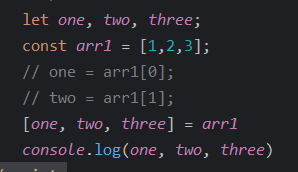 let one, two, three;
const arr1 = [1,2,3];
// one = arr1[0];
// two = arr1[1];
[one, two, three] = arr1
console.log(one, two, three)